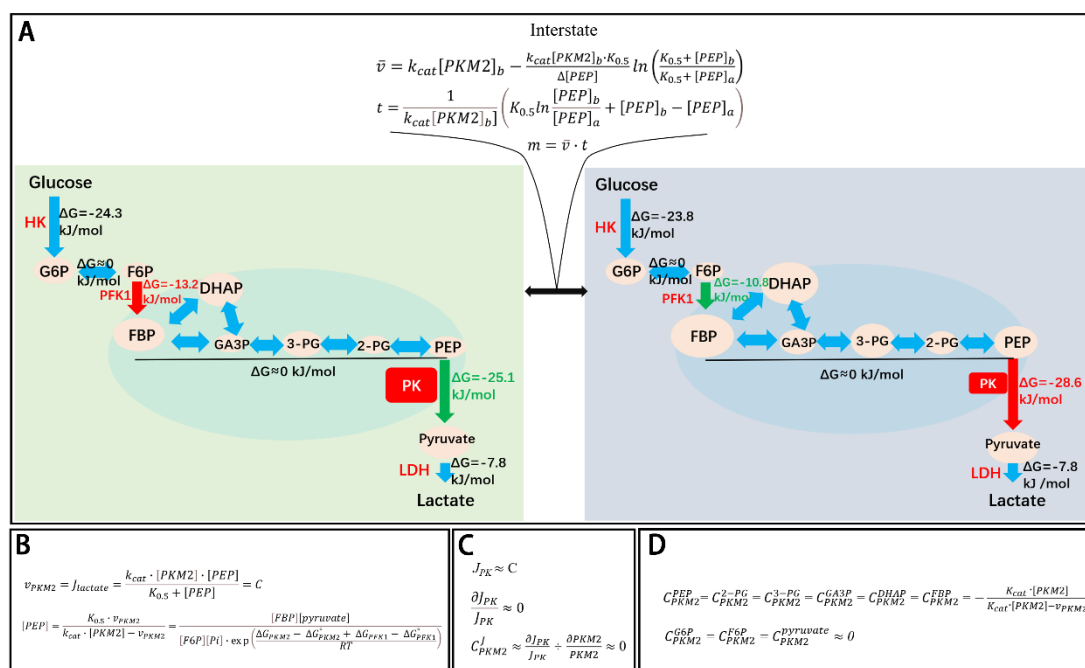 A
Interstate
v̄ = k_cat[PKM2]_b − (k_cat[PKM2]_b·K_0.5)/(Δ[PEP]) ln((K_0.5 + [PEP]_b)/(K_0.5 + [PEP]_a))
t = 1/(k_cat[PKM2]_b]) (K_0.5 ln [PEP]_b/[PEP]_a + [PEP]_b − [PEP]_a)
m = v̄ · t
Glucose
HK
ΔG=-24.3
kJ/mol
G6P
ΔG≈0
kJ/mol
F6P
PFK1
ΔG=-13.2
kJ/mol
DHAP
FBP
GA3P
3-PG
2-PG
PEP
ΔG≈0 kJ/mol
PK
ΔG=-25.1
kJ/mol
Pyruvate
LDH
ΔG=-7.8
kJ/mol
Lactate
Glucose
HK
ΔG=-23.8
kJ/mol
G6P
ΔG≈0
kJ/mol
F6P
PFK1
ΔG=-10.8
kJ/mol
DHAP
FBP
GA3P
3-PG
2-PG
PEP
ΔG≈0 kJ/mol
PK
ΔG=-28.6
kJ/mol
Pyruvate
LDH
ΔG=-7.8
kJ /mol
Lactate
B
v_PKM2 = J_lactate = (k_cat · [PKM2] · [PEP])/(K_0.5 + [PEP]) = C
[PEP] = (K_0.5 · v_PKM2)/(k_cat · [PKM2] − v_PKM2) = ([FBP][pyruvate])/([F6P][Pi] · exp((ΔG_PKM2 − ΔG°_PKM2 + ΔG_PFK1 − ΔG°_PFK1)/RT))
C
J_PK ≈ C
∂J_PK/J_PK ≈ 0
C^J_PKM2 ≈ ∂J_PK/J_PK ÷ ∂PKM2/PKM2 ≈ 0
D
C^PEP_PKM2 = C^2-PG_PKM2 = C^3-PG_PKM2 = C^GA3P_PKM2 = C^DHAP_PKM2 = C^FBP_PKM2 = − (K_cat · [PKM2])/(K_cat·[PKM2]−v_PKM2)
C^G6P_PKM2 = C^F6P_PKM2 = C^pyruvate_PKM2 ≈ 0